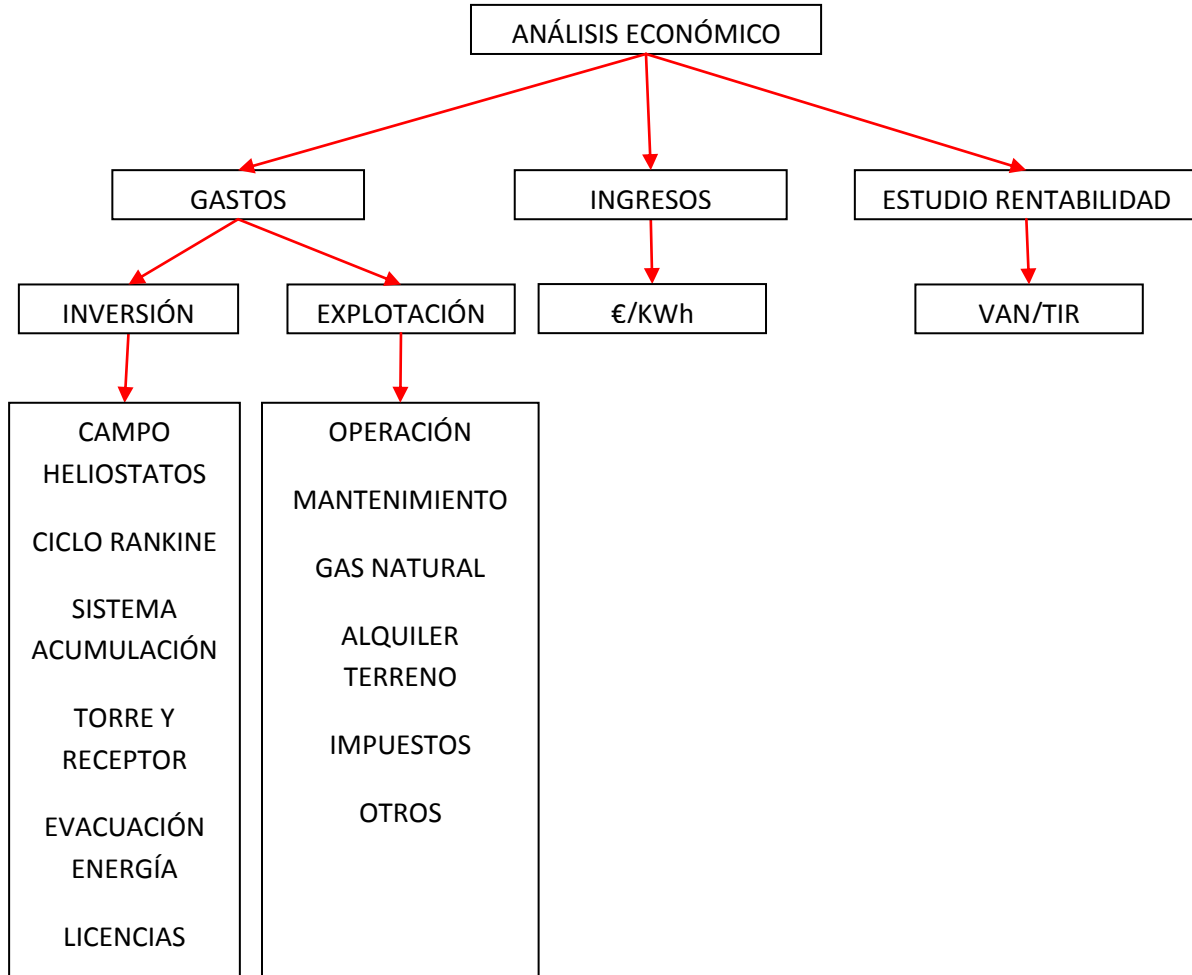 ANÁLISIS ECONÓMICO
GASTOS
INGRESOS
ESTUDIO RENTABILIDAD
INVERSIÓN
EXPLOTACIÓN
€/KWh
VAN/TIR
CAMPO
HELIOSTATOS
CICLO RANKINE
SISTEMA
ACUMULACIÓN
TORRE Y
RECEPTOR
EVACUACIÓN
ENERGÍA
LICENCIAS
OPERACIÓN
MANTENIMIENTO
GAS NATURAL
ALQUILER
TERRENO
IMPUESTOS
OTROS